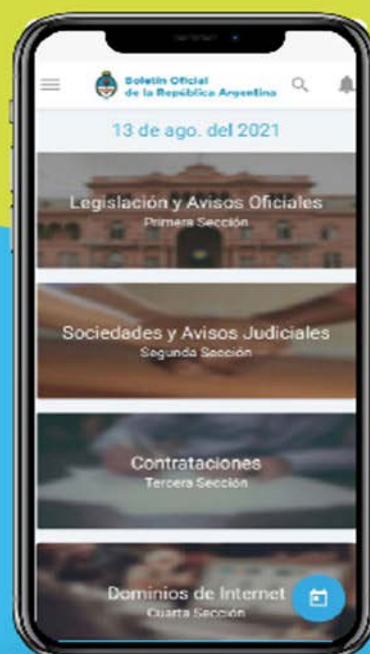 Boletín Oficial
de la República Argentina
13 de ago. del 2021
Legislación y Avisos Oficiales
Primera Sección
Sociedades y Avisos Judiciales
Segunda Sección
Contrataciones
Tercera Sección
Dominios de Internet
Cuarta Sección